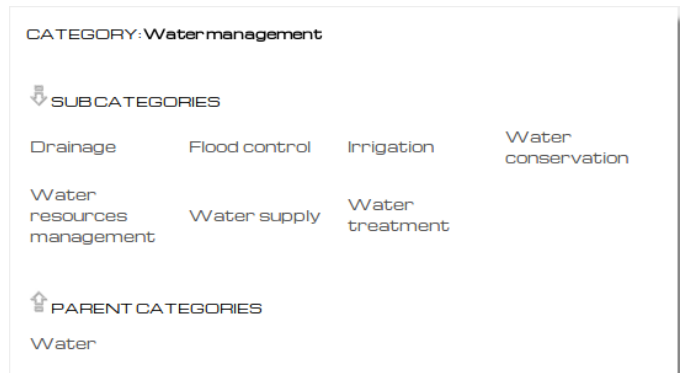 CATEGORY: Water management
SUBCATEGORIES
Drainage
Flood control
Irrigation
Water
conservation
Water
resources
management
Water supply
Water
treatment
PARENT CATEGORIES
Water